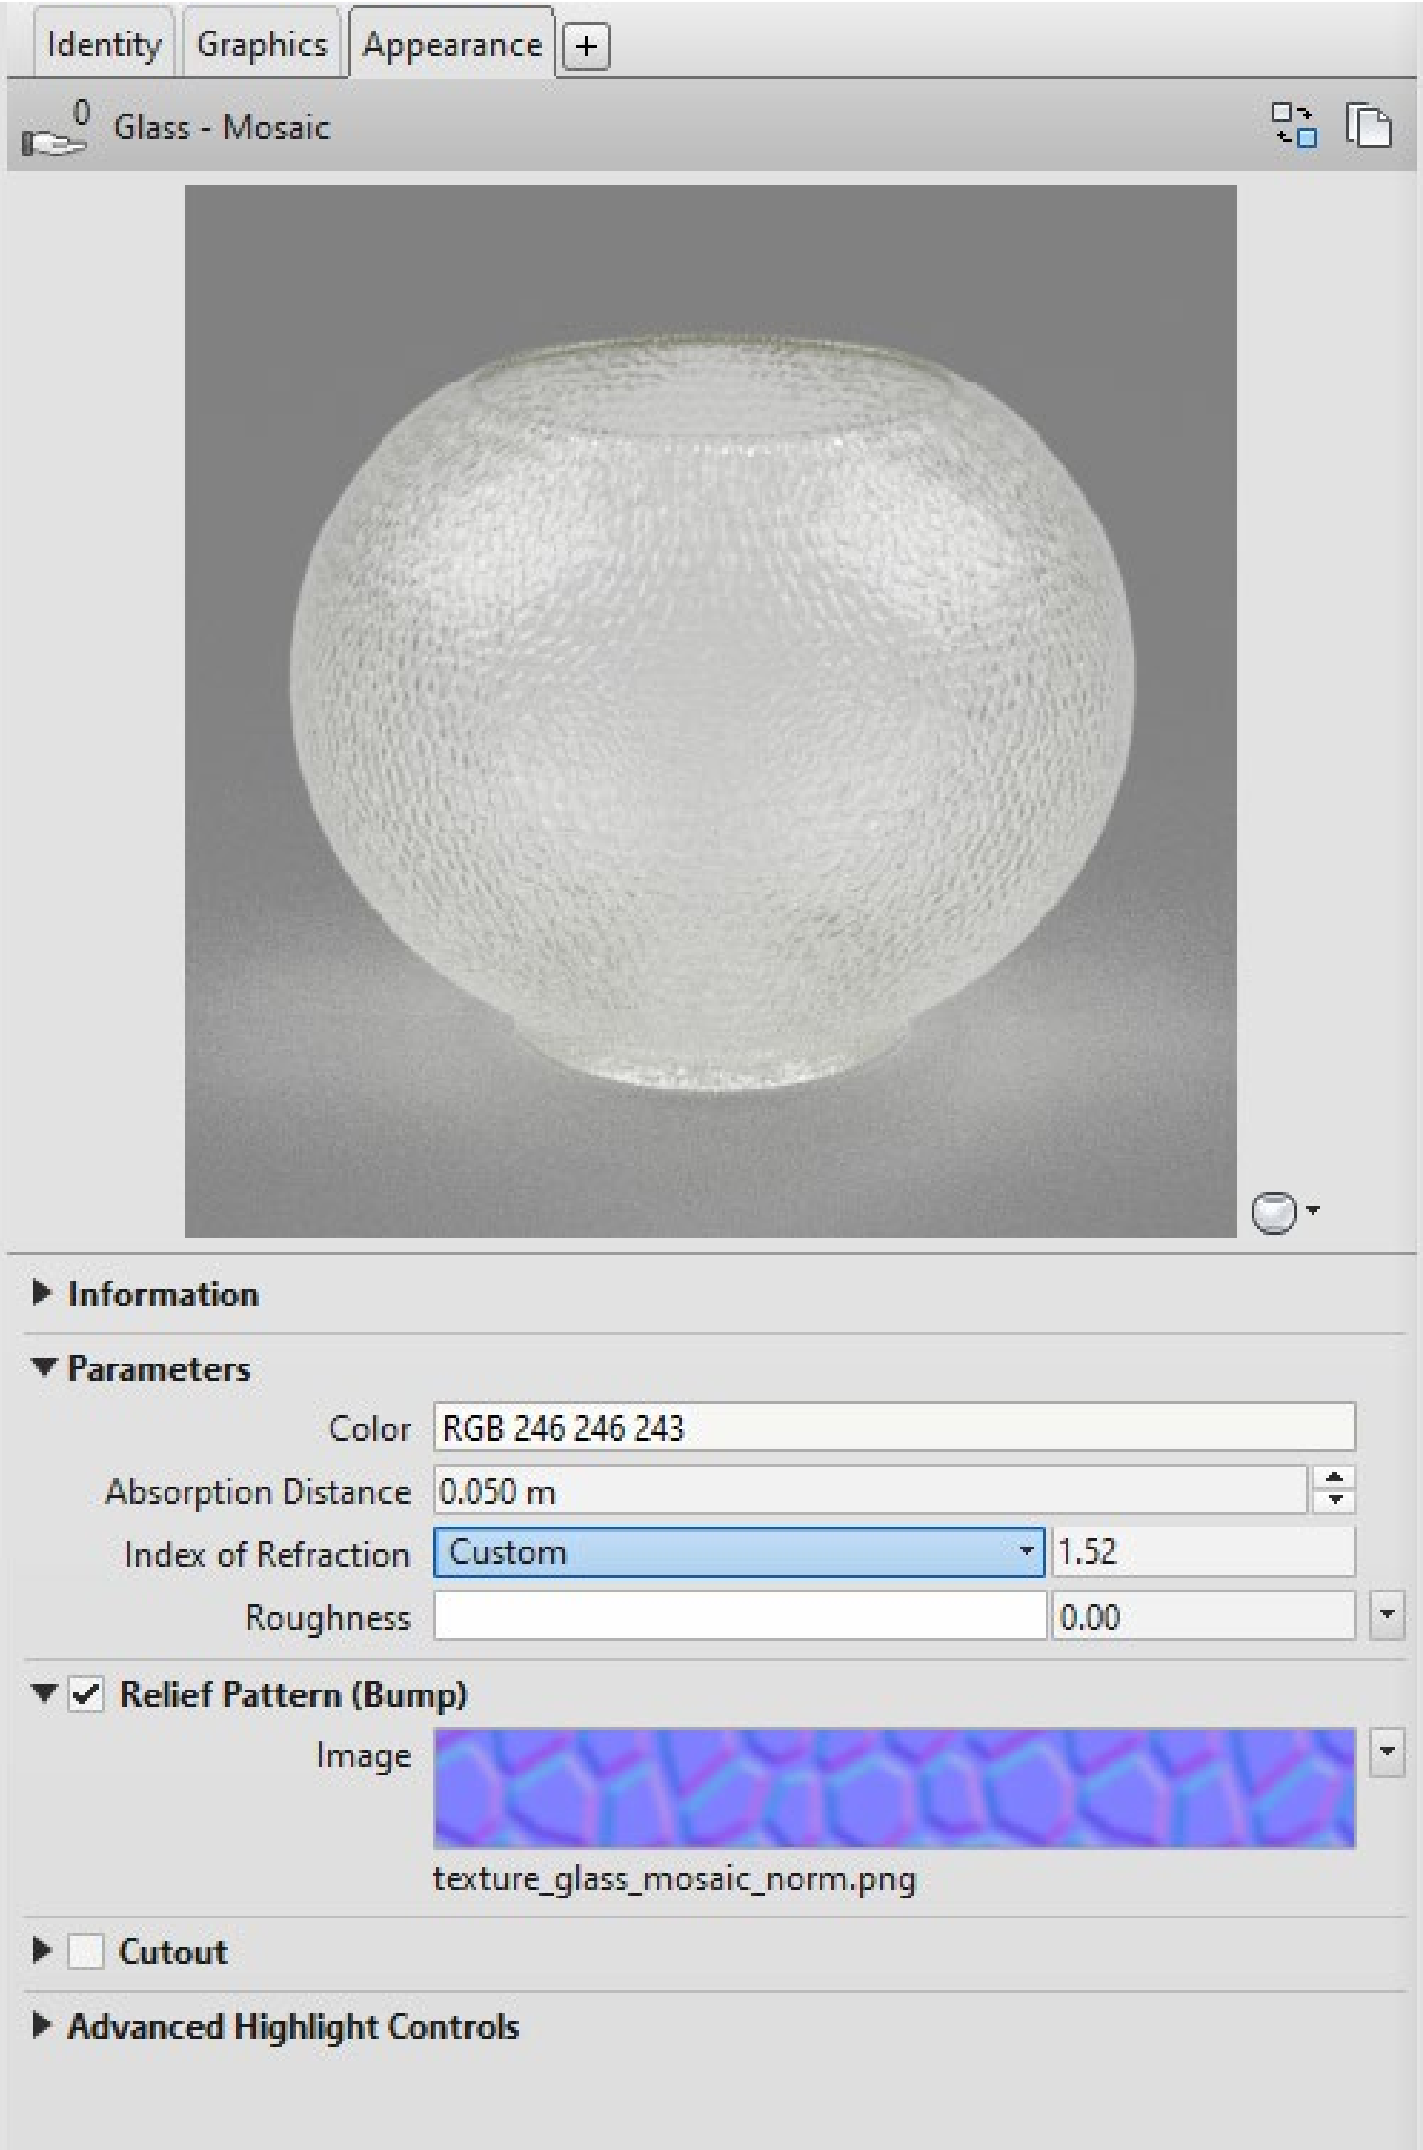 Identity Graphics Appearance +
0 Glass - Mosaic
Information
Parameters
Color RGB 246 246 243
Absorption Distance 0.050 m
Index of Refraction Custom 1.52
Roughness 0.00
Relief Pattern (Bump)
Image
texture_glass_mosaic_norm.png
Cutout
Advanced Highlight Controls